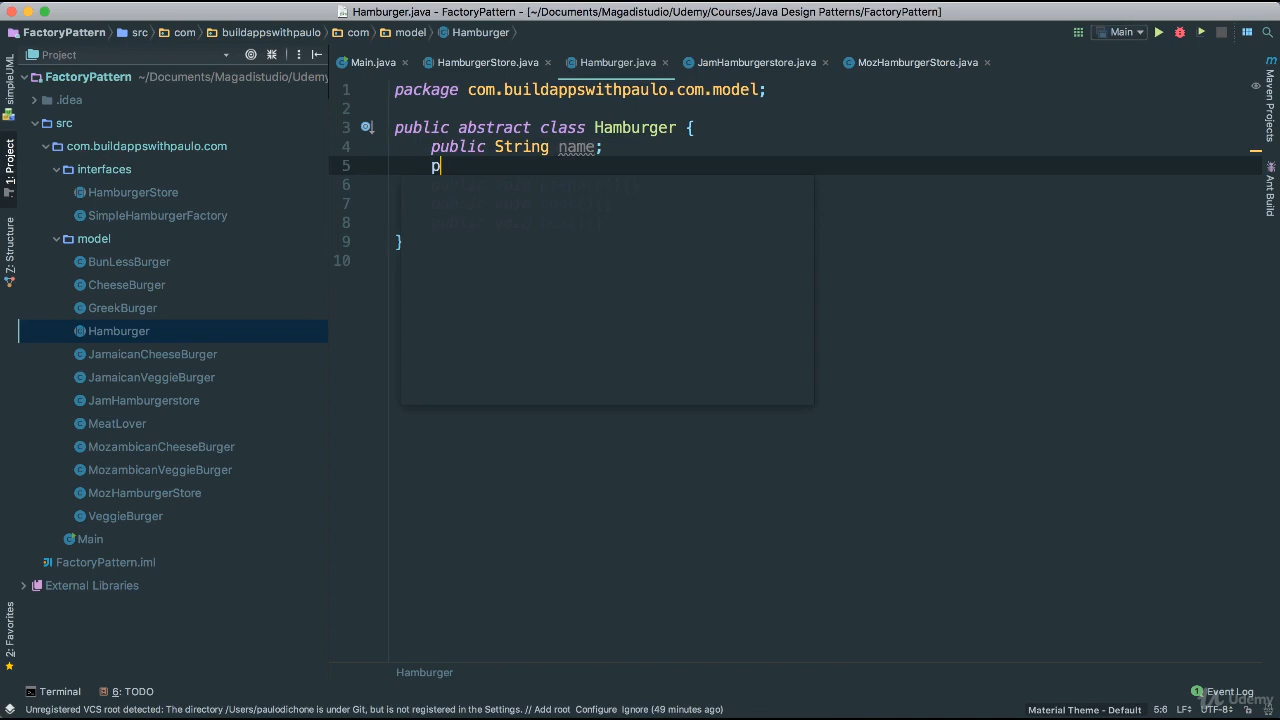 Hamburger.java - FactoryPattern - [~/Documents/Magadistudio/Udemy/Courses/Java Design Patterns/FactoryPattern]
FactoryPattern src com buildappswithpaulo com model Hamburger Main
Project
Main.java HamburgerStore.java Hamburger.java JamHamburgerstore.java MozHamburgerStore.java
simpleUML
1: Project
Z: Structure
2: Favorites
FactoryPattern ~/Documents/Magadistudio/Udemy
.idea
src
com.buildappswithpaulo.com
interfaces
HamburgerStore
SimpleHamburgerFactory
model
BunLessBurger
CheeseBurger
GreekBurger
Hamburger
JamaicanCheeseBurger
JamaicanVeggieBurger
JamHamburgerstore
MeatLover
MozambicanCheeseBurger
MozambicanVeggieBurger
MozHamburgerStore
VeggieBurger
Main
FactoryPattern.iml
External Libraries
1 package com.buildappswithpaulo.com.model;
2
3 public abstract class Hamburger {
4 public String name;
5 p
6
7
8
9 }
10
Hamburger
m Maven Projects
Ant Build
Terminal 6: TODO
1 Event Log
Udemy
Unregistered VCS root detected: The directory /Users/paulodichone is under Git, but is not registered in the Settings. // Add root Configure Ignore (49 minutes ago)
Material Theme - Default 5:6 LF UTF-8